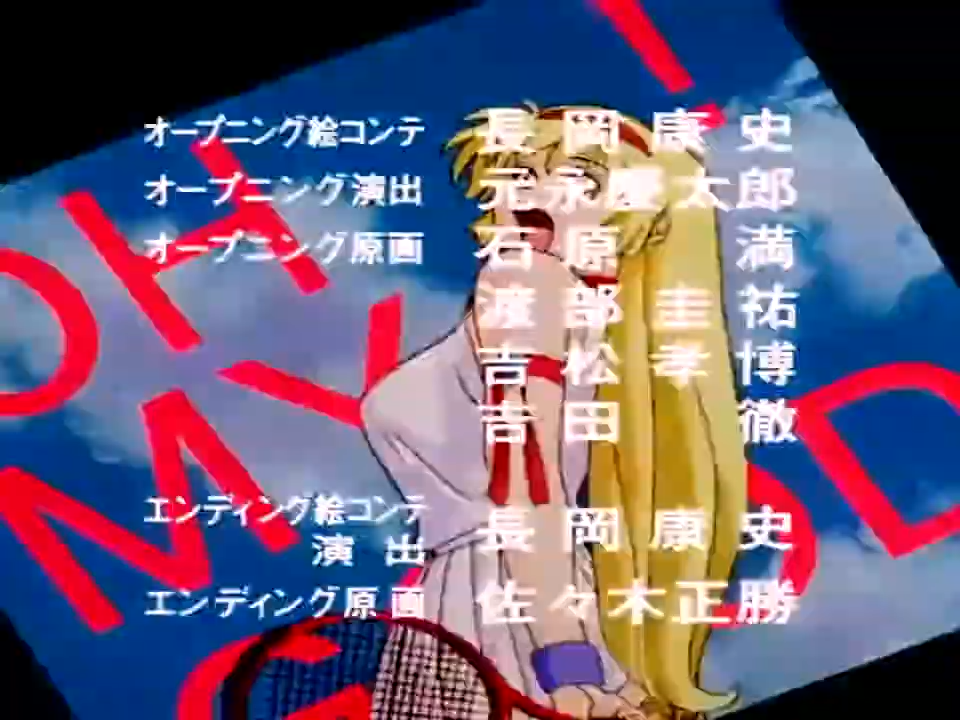 オープニング絵コンテ 長岡康史
オープニング演出 元永慶太郎
オープニング原画 石原 満
渡部圭祐
吉松孝博
吉田 徹
エンディング絵コンテ 長岡康史
演出
エンディング原画 佐々木正勝
OH!
MY
GOD